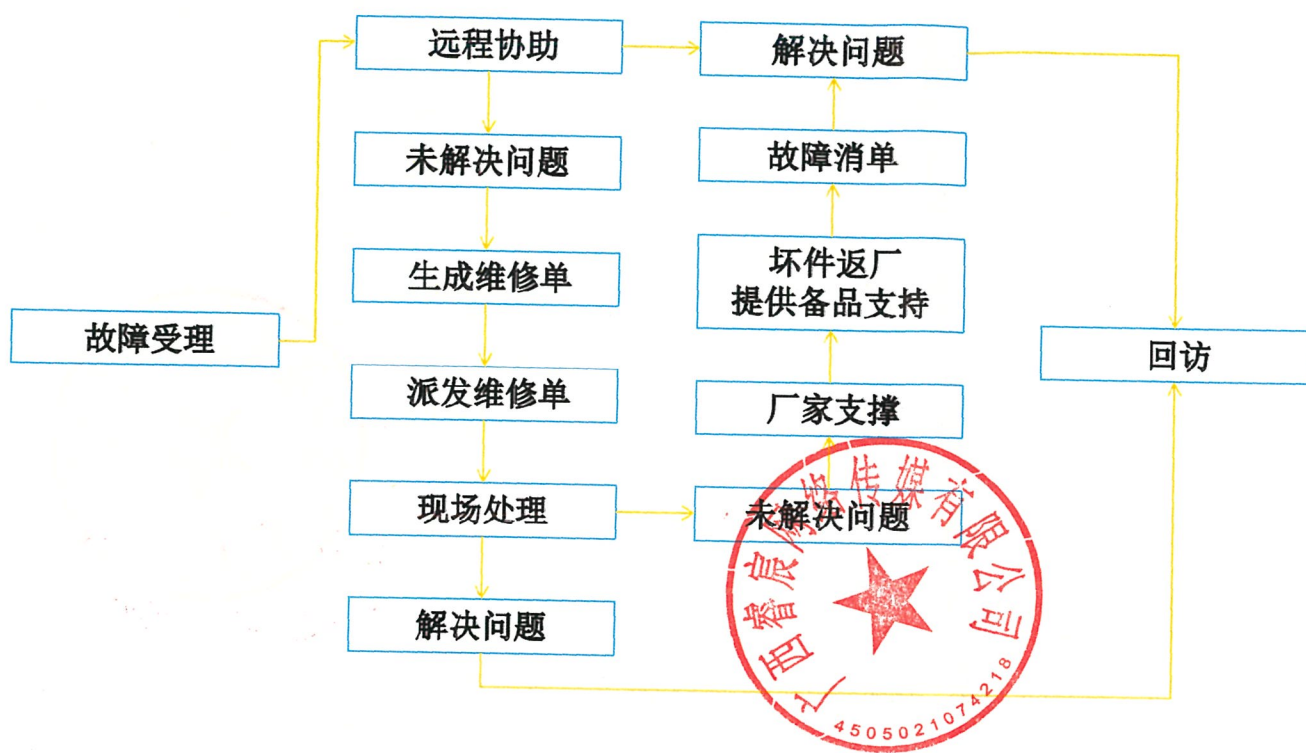 远程协助
解决问题
未解决问题
故障消单
生成维修单
坏件返厂
提供备品支持
故障受理
回访
派发维修单
厂家支撑
现场处理
未解决问题
解决问题
广西睿宸网络传媒有限公司
4505021074218